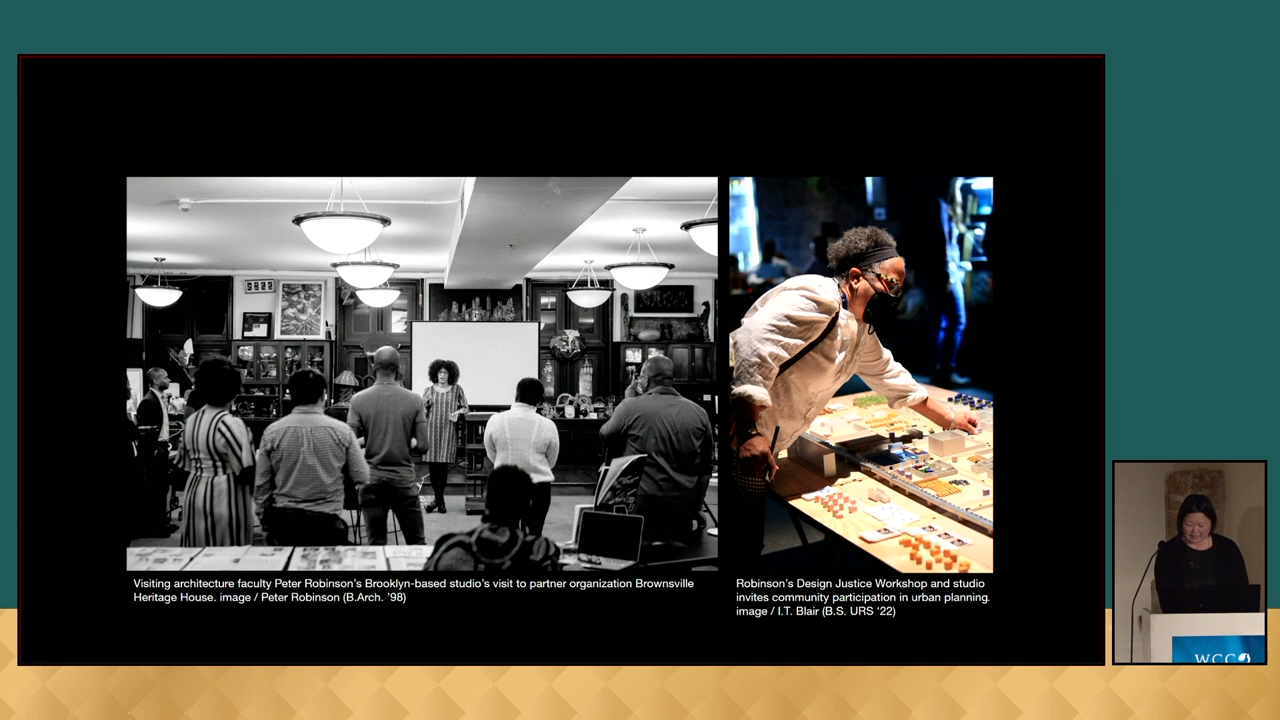 Visiting architecture faculty Peter Robinson's Brooklyn-based studio's visit to partner organization Brownsville
Heritage House. image / Peter Robinson (B.Arch. '98)
Robinson's Design Justice Workshop and studio
invites community participation in urban planning.
image / I.T. Blair (B.S. URS ‘22)
WCC